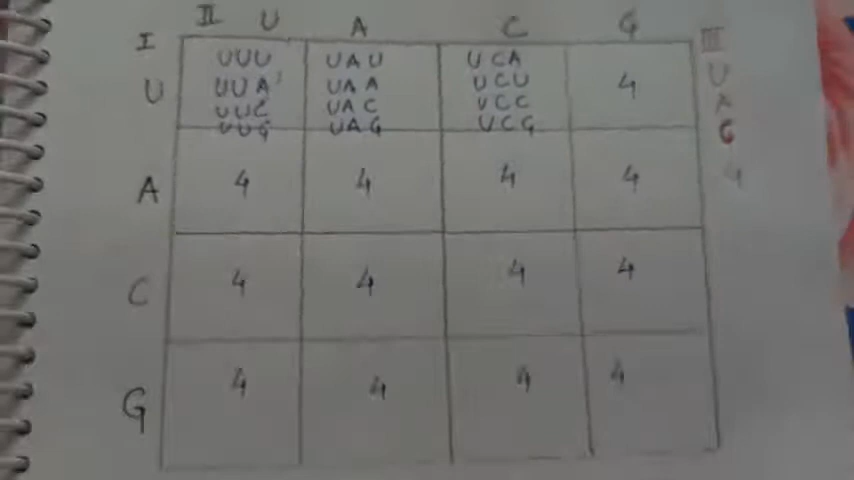 II U A C G
I III
U UUU UAU UCA 4 U
UUA UAA UCU A
UUC UAC UCC C
UUG UAG UCG
A 4 4 4 4
C 4 4 4 4
G 4 4 4 4